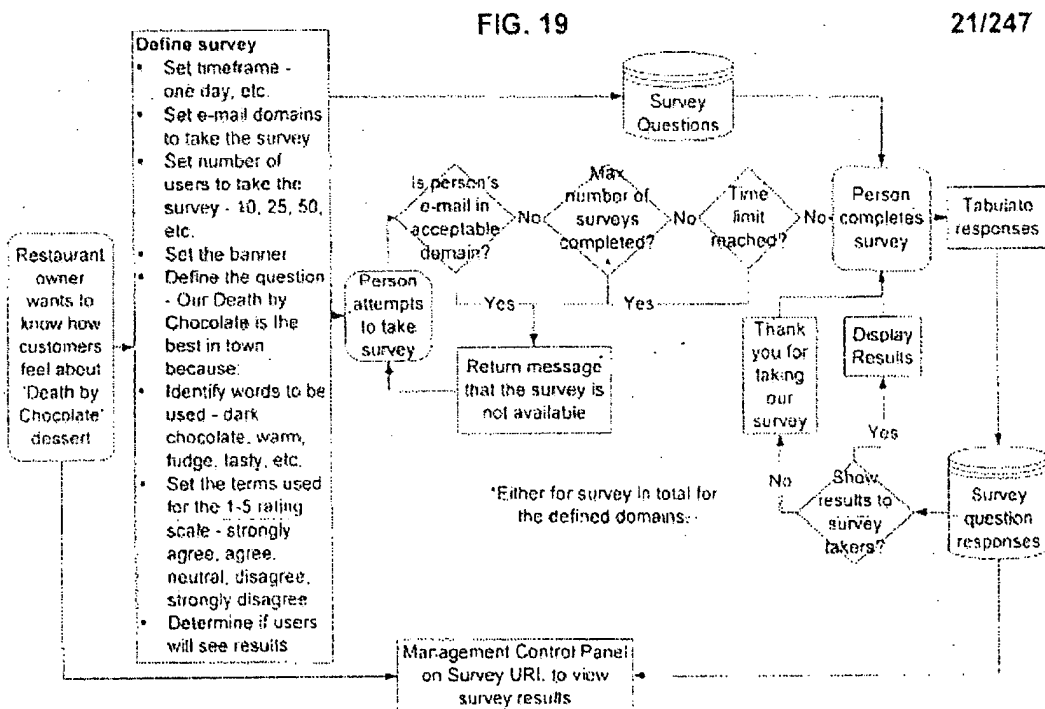 FIG. 19
21/247
Define survey
• Set timeframe -
one day, etc.
• Set e-mail domains
to take the survey
• Set number of
users to take the
survey - 10, 25, 50,
etc.
• Set the banner
• Define the question
- Our Death by
Chocolate is the
best in town
because:
• Identify words to be
used - dark
chocolate, warm,
fudge, tasty, etc.
• Set the terms used
for the 1-5 rating
scale - strongly
agree, agree,
neutral, disagree,
strongly disagree
• Determine if users
will see results
Restaurant
owner
wants to
know how
customers
feel about
'Death by
Chocolate'
dessert
Survey
Questions
Person
attempts
to take
survey
Is person's
e-mail in
acceptable
domain?
No
Max
number of
surveys
completed?
No
Time
limit
reached?
No
Person
completes
survey
Tabulate
responses
Yes
Yes
Return message
that the survey is
not available
Thank
you for
taking
our
survey
Display
Results
Yes
No
Show
results to
survey
takers?
Survey
question
responses
*Either for survey in total for
the defined domains.
Management Control Panel
on Survey URL to view
survey results